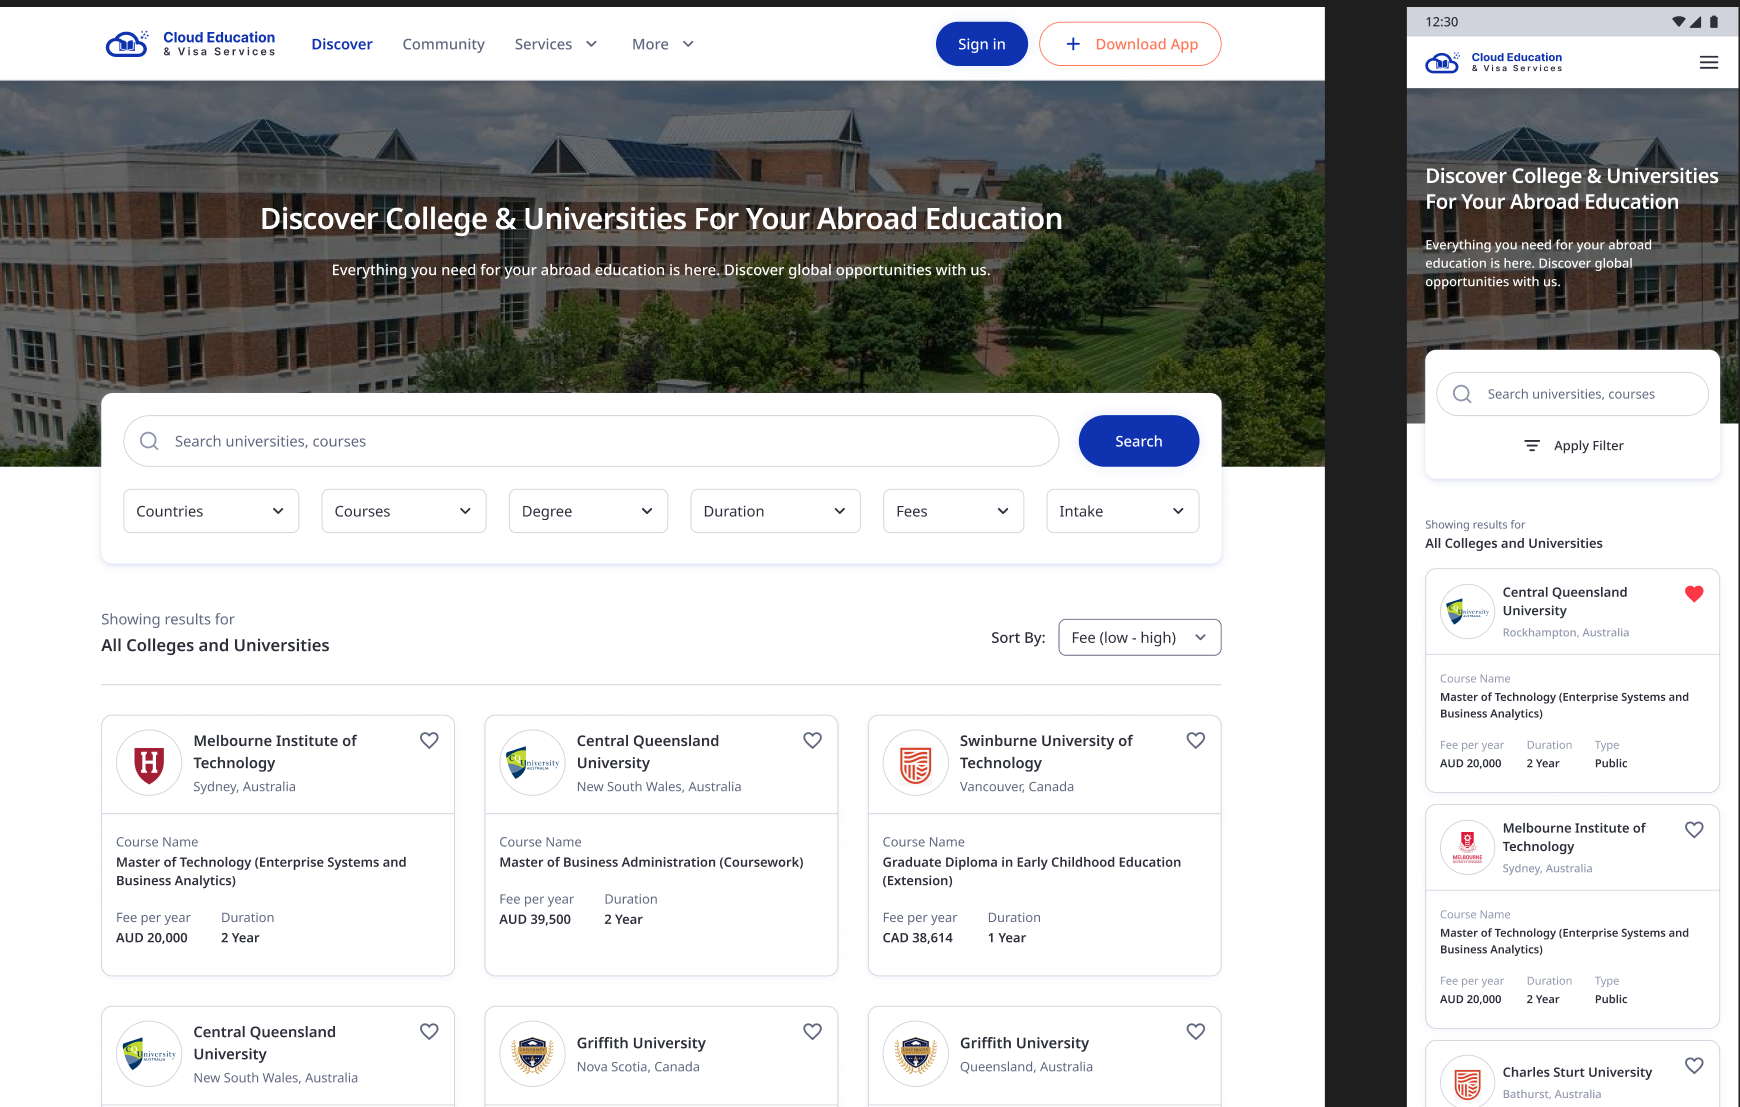 Cloud Education
& Visa Services
Discover
Community
Services
More
Sign in
Download App
Discover College & Universities For Your Abroad Education
Everything you need for your abroad education is here. Discover global opportunities with us.
Search universities, courses
Search
Countries
Courses
Degree
Duration
Fees
Intake
Showing results for
All Colleges and Universities
Sort By:
Fee (low - high)
Melbourne Institute of
Technology
Sydney, Australia
Course Name
Master of Technology (Enterprise Systems and
Business Analytics)
Fee per year
Duration
AUD 20,000
2 Year
CQUniversity
AUSTRALIA
Central Queensland
University
New South Wales, Australia
Course Name
Master of Business Administration (Coursework)
Fee per year
Duration
AUD 39,500
2 Year
Swinburne University of
Technology
Vancouver, Canada
Course Name
Graduate Diploma in Early Childhood Education
(Extension)
Fee per year
Duration
CAD 38,614
1 Year
CQUniversity
AUSTRALIA
Central Queensland
University
New South Wales, Australia
Griffith University
Nova Scotia, Canada
Griffith University
Queensland, Australia
12:30
Cloud Education
& Visa Services
Discover College & Universities
For Your Abroad Education
Everything you need for your abroad
education is here. Discover global
opportunities with us.
Search universities, courses
Apply Filter
Showing results for
All Colleges and Universities
Central Queensland
University
Rockhampton, Australia
Course Name
Master of Technology (Enterprise Systems and
Business Analytics)
Fee per year
Duration
Type
AUD 20,000
2 Year
Public
MELBOURNE
Melbourne Institute of
Technology
Sydney, Australia
Course Name
Master of Technology (Enterprise Systems and
Business Analytics)
Fee per year
Duration
Type
AUD 20,000
2 Year
Public
Charles Sturt University
Bathurst, Australia